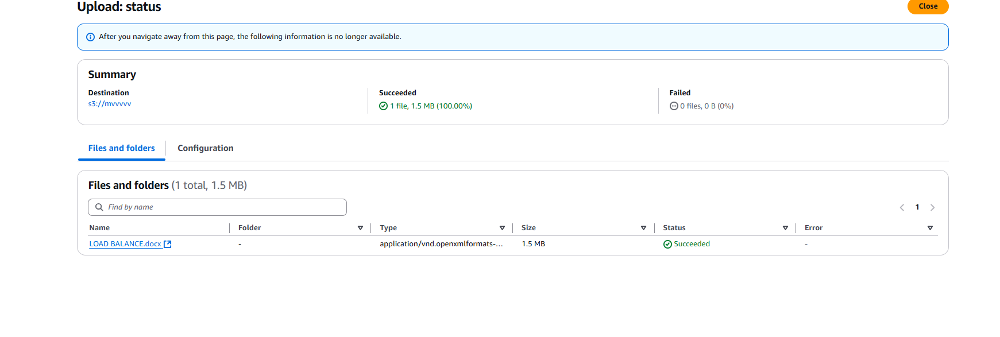 Upload: status
Close
After you navigate away from this page, the following information is no longer available.
Summary
Destination
s3://mvvvvv
Succeeded
1 file, 1.5 MB (100.00%)
Failed
0 files, 0 B (0%)
Files and folders
Configuration
Files and folders (1 total, 1.5 MB)
Find by name
1
Name Folder Type Size Status Error
LOAD BALANCE.docx - application/vnd.openxmlformats-... 1.5 MB Succeeded -